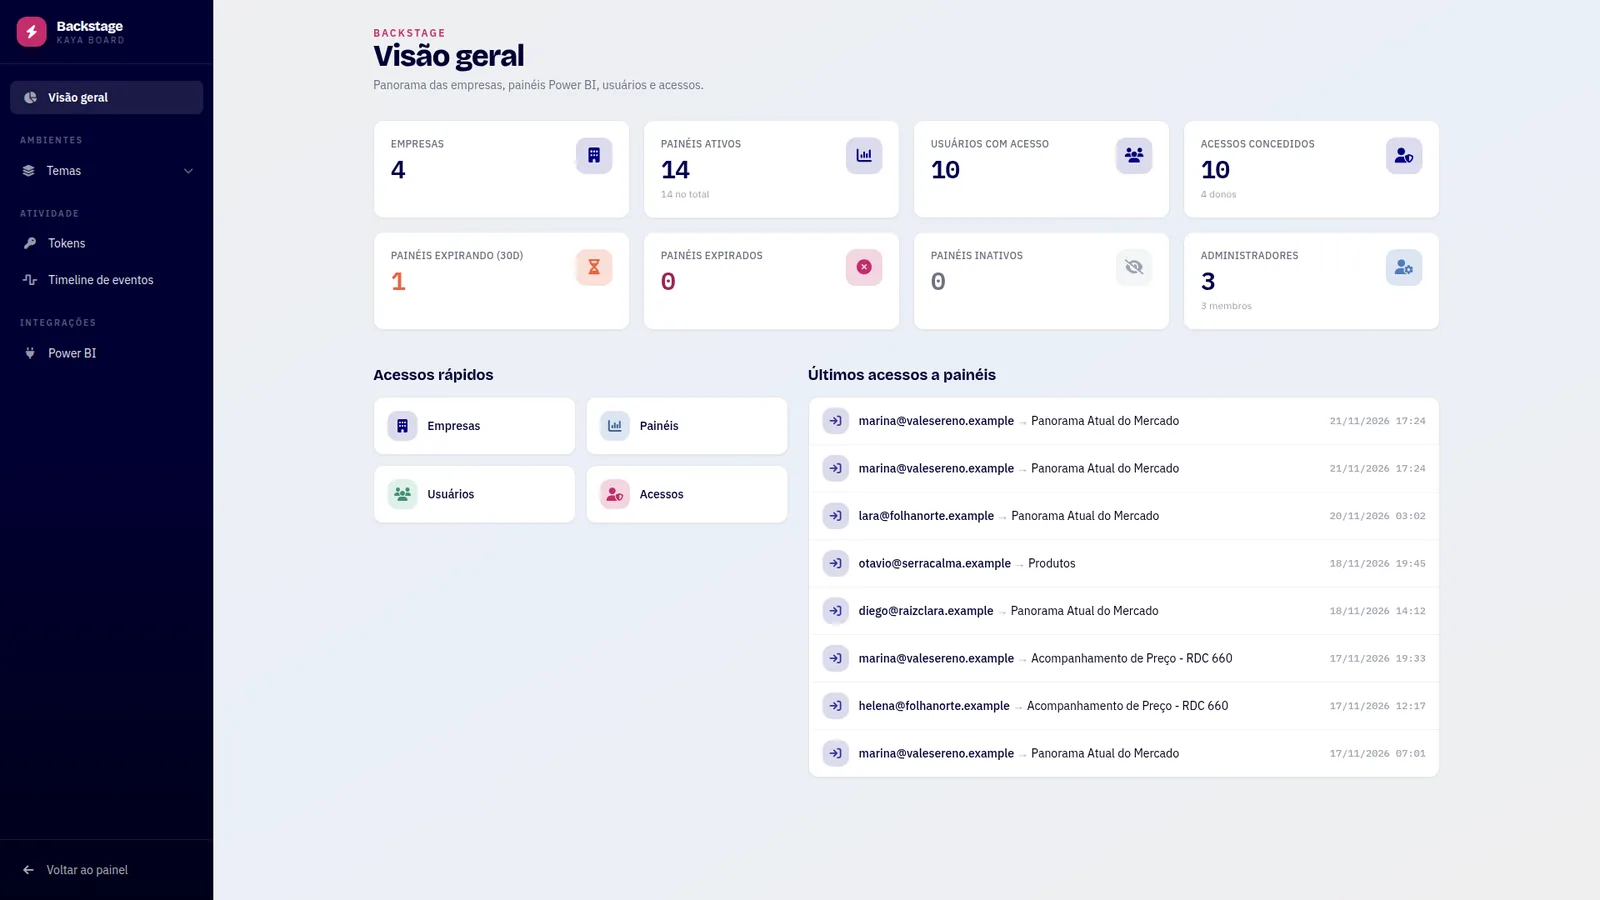 Backstage
KAYA BOARD
Visão geral
AMBIENTES
Temas
ATIVIDADE
Tokens
Timeline de eventos
INTEGRAÇÕES
Power BI
Voltar ao painel
BACKSTAGE
Visão geral
Panorama das empresas, painéis Power BI, usuários e acessos.
EMPRESAS
4
PAINÉIS ATIVOS
14
14 no total
USUÁRIOS COM ACESSO
10
ACESSOS CONCEDIDOS
10
4 donos
PAINÉIS EXPIRANDO (30D)
1
PAINÉIS EXPIRADOS
0
PAINÉIS INATIVOS
0
ADMINISTRADORES
3
3 membros
Acessos rápidos
Empresas
Painéis
Usuários
Acessos
Últimos acessos a painéis
marina@valesereno.example → Panorama Atual do Mercado 21/11/2026 17:24
marina@valesereno.example → Panorama Atual do Mercado 21/11/2026 17:24
lara@folhanorte.example → Panorama Atual do Mercado 20/11/2026 03:02
otavio@serracalma.example → Produtos 18/11/2026 19:45
diego@raizclara.example → Panorama Atual do Mercado 18/11/2026 14:12
marina@valesereno.example → Acompanhamento de Preço - RDC 660 17/11/2026 19:33
helena@folhanorte.example → Acompanhamento de Preço - RDC 660 17/11/2026 12:17
marina@valesereno.example → Panorama Atual do Mercado 17/11/2026 07:01